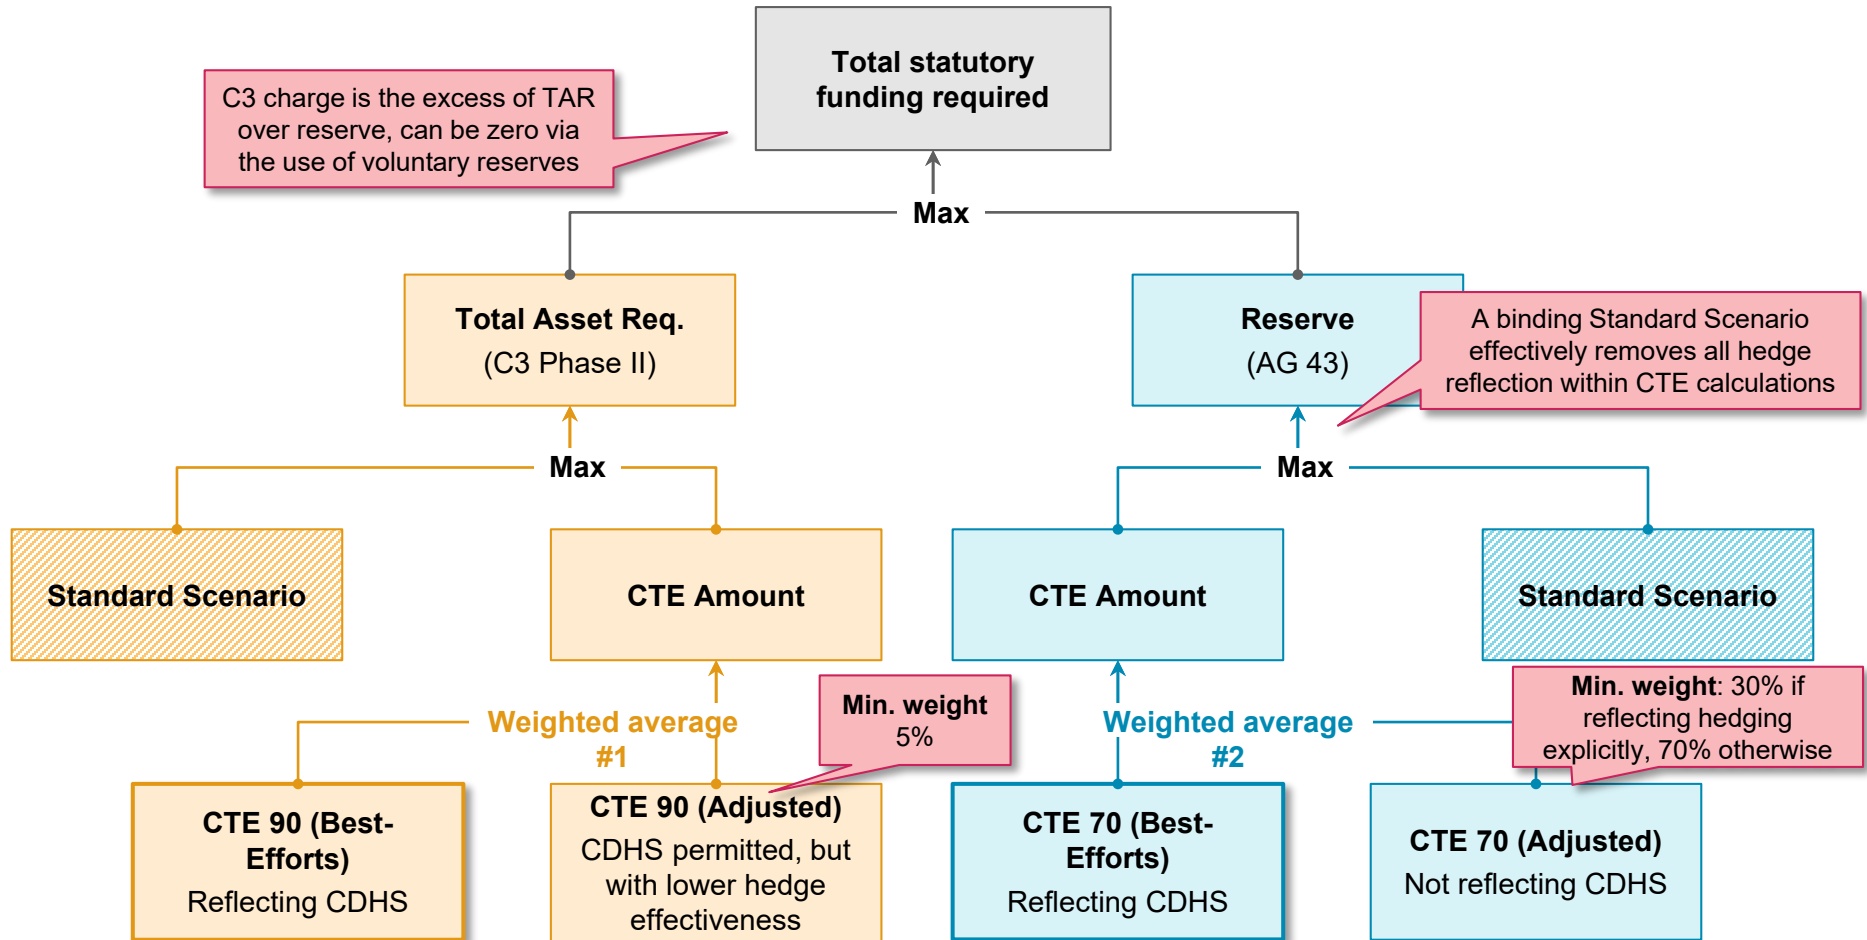 Total statutory
funding required
C3 charge is the excess of TAR
over reserve, can be zero via
the use of voluntary reserves
Max
Total Asset Req.
(C3 Phase II)
Reserve
(AG 43)
A binding Standard Scenario
effectively removes all hedge
reflection within CTE calculations
Max
Max
Standard Scenario
CTE Amount
CTE Amount
Standard Scenario
Weighted average
#1
Min. weight
5%
Weighted average
#2
Min. weight: 30% if
reflecting hedging
explicitly, 70% otherwise
CTE 90 (Best-
Efforts)
Reflecting CDHS
CTE 90 (Adjusted)
CDHS permitted, but
with lower hedge
effectiveness
CTE 70 (Best-
Efforts)
Reflecting CDHS
CTE 70 (Adjusted)
Not reflecting CDHS